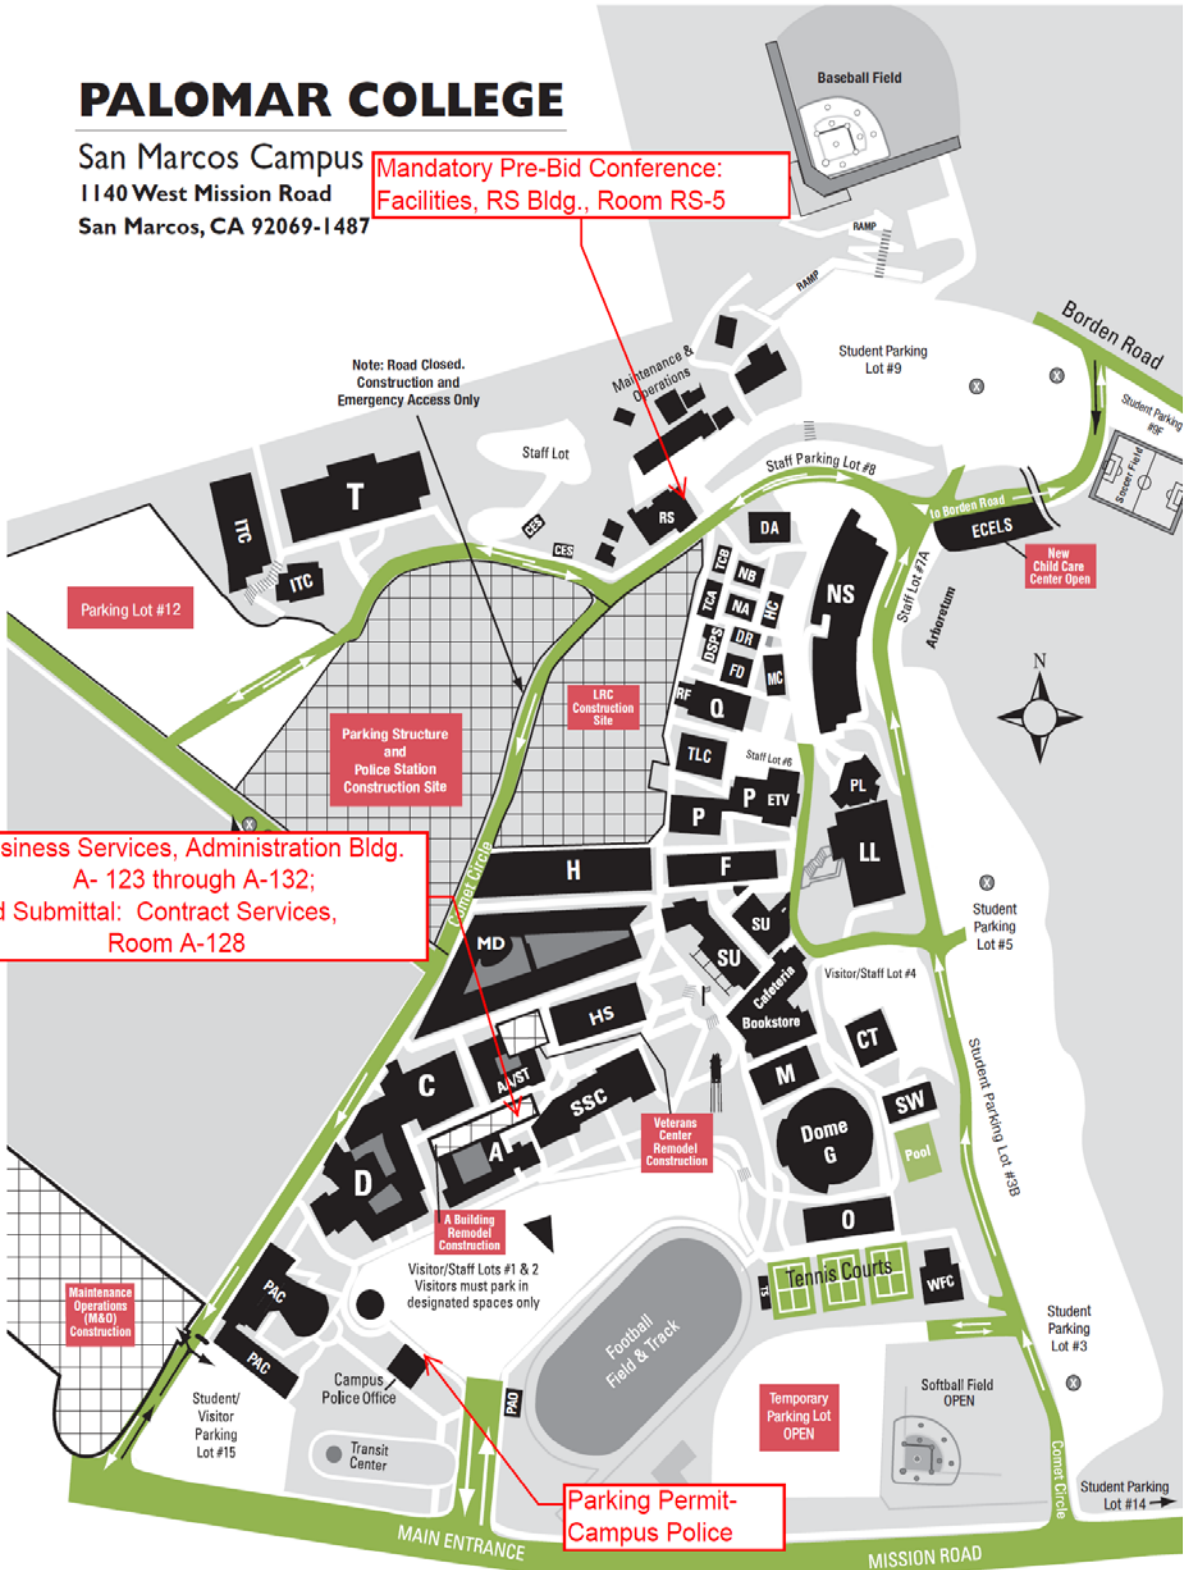 PALOMAR COLLEGE
San Marcos Campus
1140 West Mission Road
San Marcos, CA 92069-1487
Mandatory Pre-Bid Conference:
Facilities, RS Bldg., Room RS-5
Baseball Field
RAMP
RAMP
Borden Road
Student Parking
Lot #9
X
X
Student Parking
#9F
Soccer Field
Maintenance &
Operations
Note: Road Closed.
Construction and
Emergency Access Only
Staff Lot
Staff Parking Lot #8
to Borden Road
ECELS
New
Child Care
Center Open
T
ITC
ITC
CES
CES
RS
DA
TCB
NB
TCA
NA
HC
DSPS
DR
FD
MC
RF
Q
NS
Staff Lot #7A
Arboretum
N
Parking Lot #12
LRC
Construction
Site
Parking Structure
and
Police Station
Construction Site
TLC
Staff Lot #6
P
P
ETV
PL
LL
X
siness Services, Administration Bldg.
A- 123 through A-132;
d Submittal: Contract Services,
Room A-128
Comet Circle
H
F
X
Student
Parking
Lot #5
MD
SU
SU
Cafeteria
Bookstore
Visitor/Staff Lot #4
HS
CT
C
AA/ST
SSC
M
SW
Student Parking Lot #3B
Veterans
Center
Remodel
Construction
Dome
G
Pool
A
D
O
A Building
Remodel
Construction
Visitor/Staff Lots #1 & 2
Visitors must park in
designated spaces only
Tennis Courts
TS
WFC
PAC
PAC
Maintenance
Operations
(M&O)
Construction
Football
Field & Track
Student
Parking
Lot #3
X
Campus
Police Office
Student/
Visitor
Parking
Lot #15
Transit
Center
PAO
Temporary
Parking Lot
OPEN
Softball Field
OPEN
Comet Circle
Student Parking
Lot #14
Parking Permit-
Campus Police
MAIN ENTRANCE
MISSION ROAD